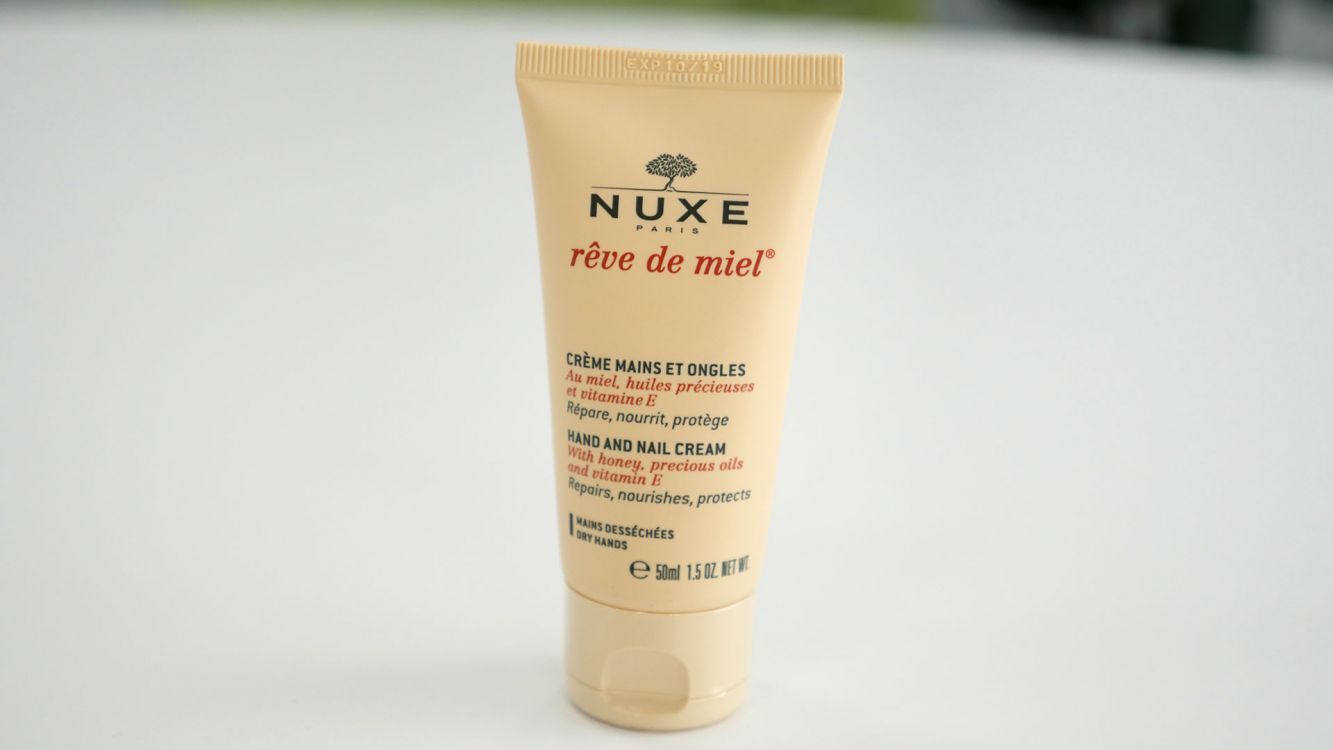 EXP 10/19
NUXE
PARIS
rêve de miel®
CRÈME MAINS ET ONGLES
Au miel, huiles précieuses
et vitamine E
Répare, nourrit, protège
HAND AND NAIL CREAM
With honey, precious oils
and vitamin E
Repairs, nourishes, protects
MAINS DESSÉCHÉES
DRY HANDS
℮ 50ml 1.5 OZ. NET WT.